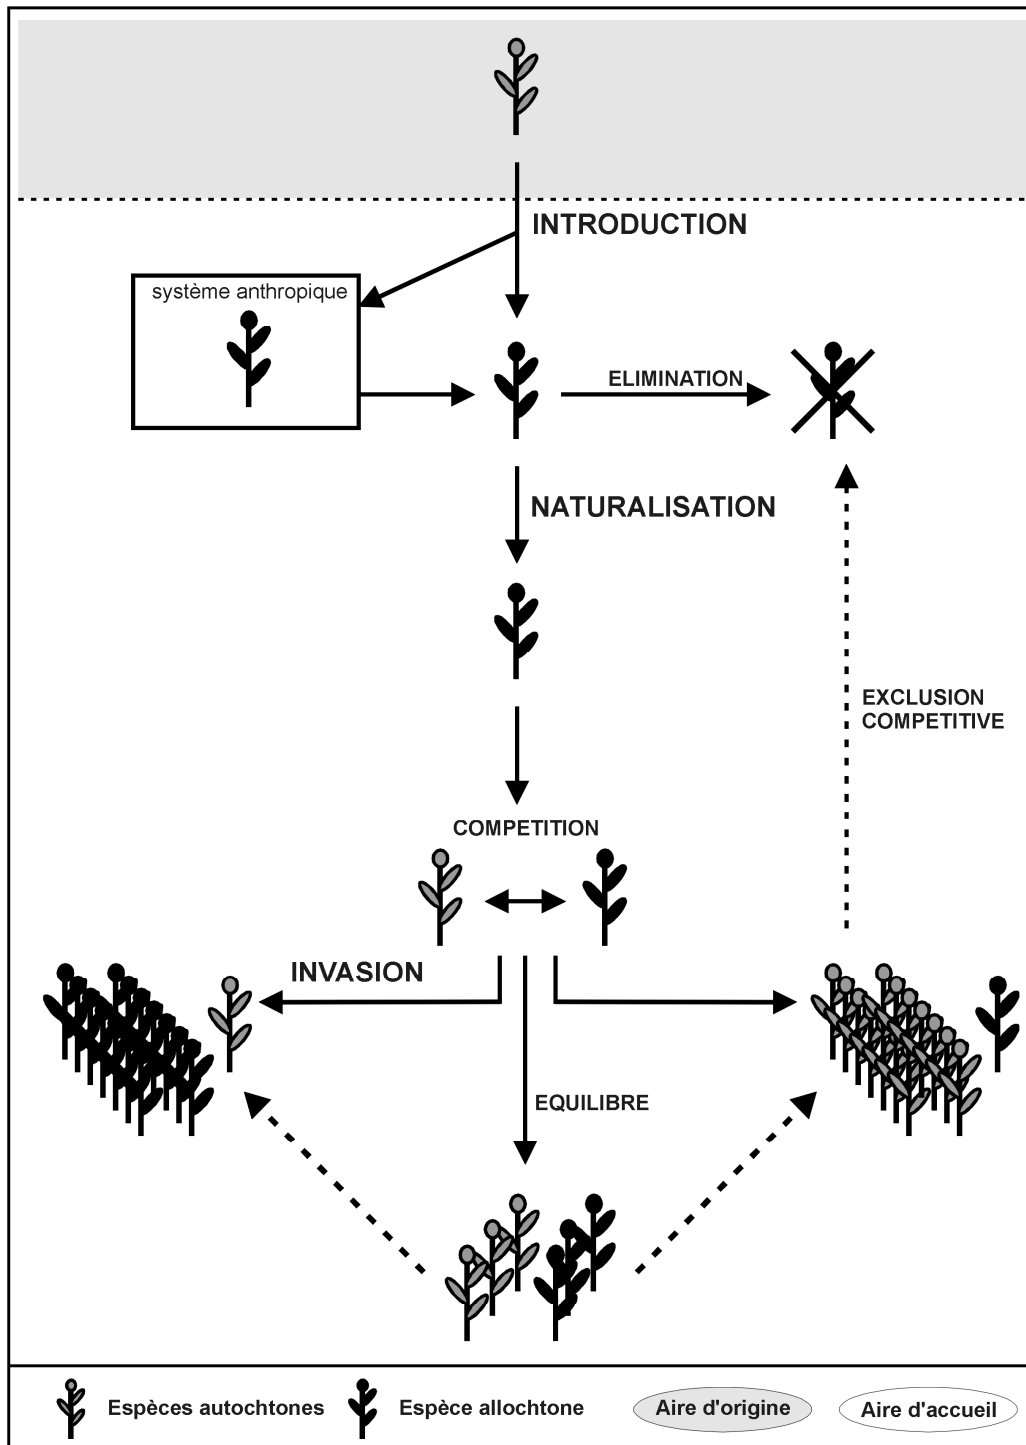 INTRODUCTION
système anthropique
ELIMINATION
NATURALISATION
EXCLUSION
COMPETITIVE
COMPETITION
INVASION
EQUILIBRE
Espèces autochtones
Espèce allochtone
Aire d'origine
Aire d'accueil